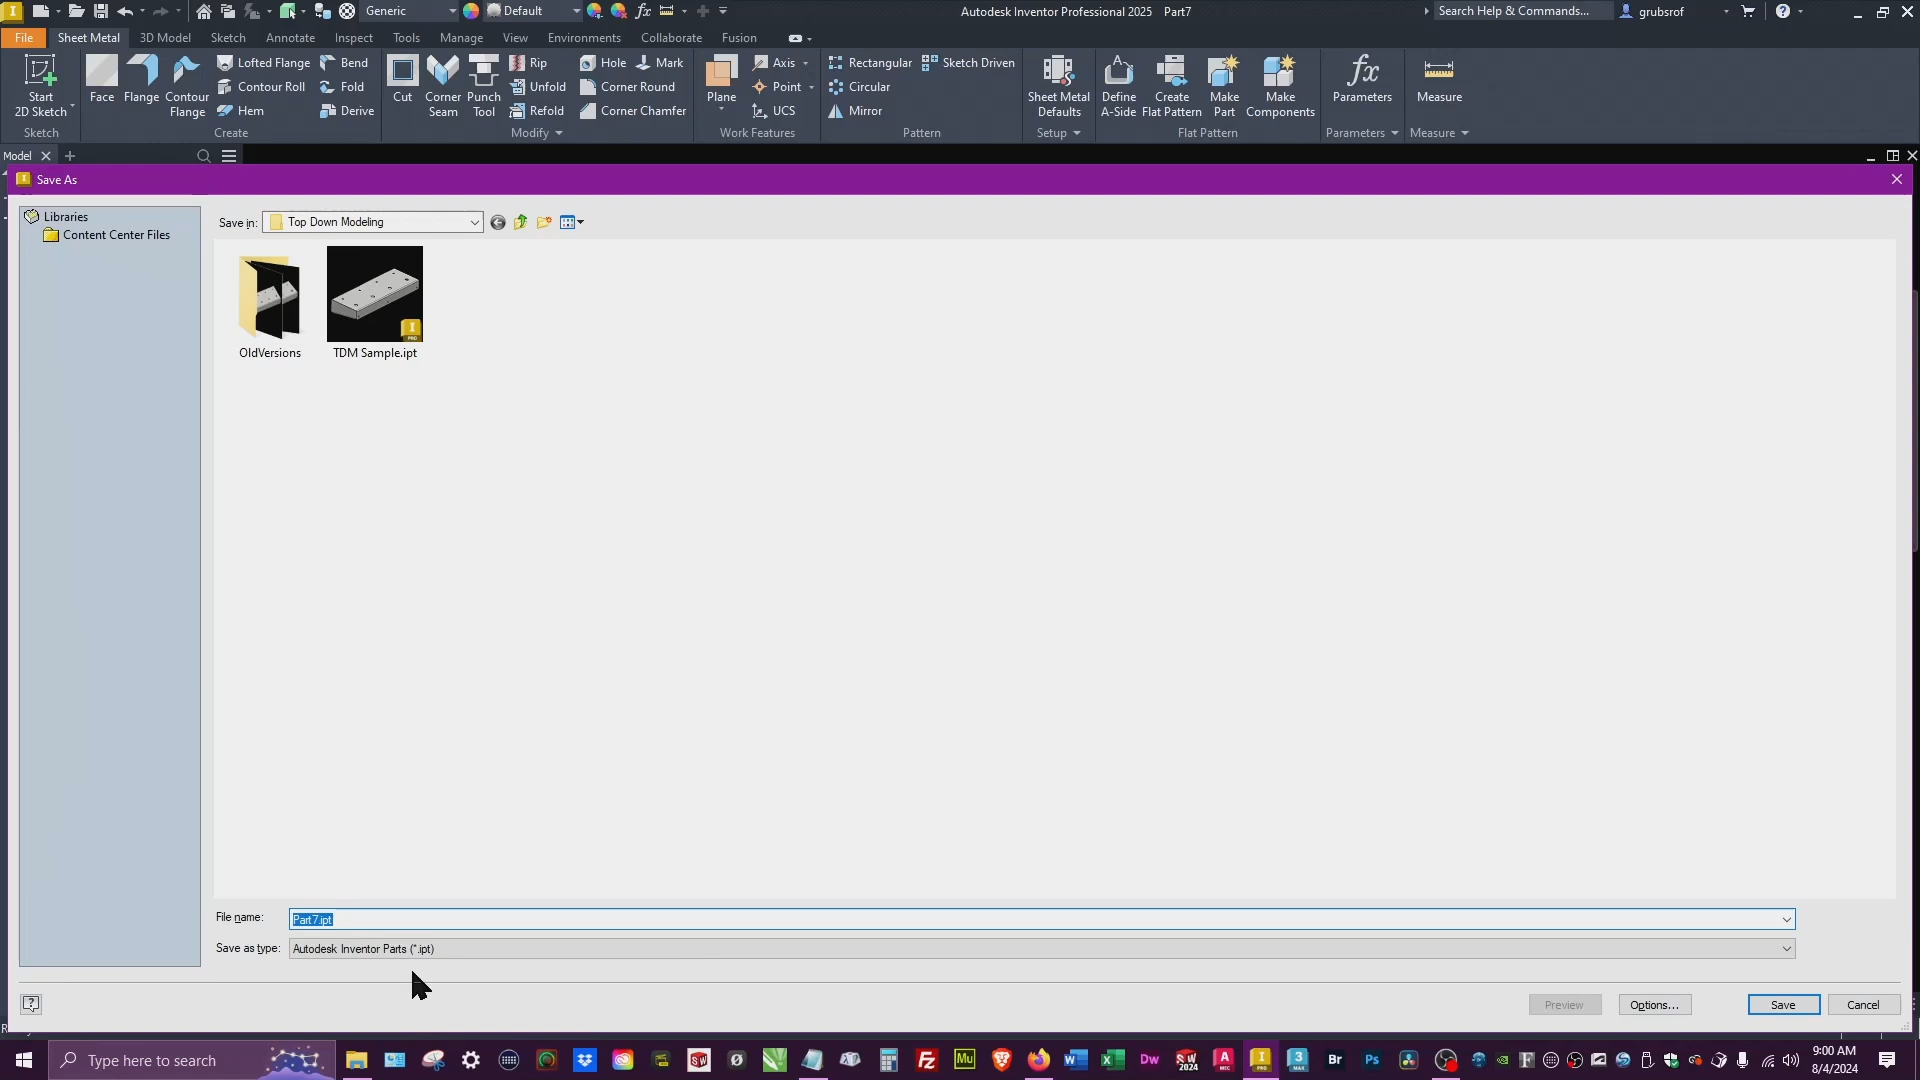 Generic
Default
Autodesk Inventor Professional 2025 Part7
Search Help & Commands...
grubsrof
File
Sheet Metal
3D Model
Sketch
Annotate
Inspect
Tools
Manage
View
Environments
Collaborate
Fusion
Start
2D Sketch
Face
Flange
Contour
Flange
Lofted Flange
Contour Roll
Hem
Bend
Fold
Derive
Cut
Corner
Seam
Punch
Tool
Rip
Unfold
Refold
Hole
Mark
Corner Round
Corner Chamfer
Plane
Axis
Point
UCS
Rectangular
Circular
Mirror
Sketch Driven
Sheet Metal
Defaults
Define
A-Side
Create
Flat Pattern
Make
Part
Make
Components
fx
Parameters
Measure
Sketch
Create
Modify
Work Features
Pattern
Setup
Flat Pattern
Parameters
Measure
Model
Save As
Libraries
Content Center Files
Save in:
Top Down Modeling
OldVersions
TDM Sample.ipt
File name:
Part7.ipt
Save as type:
Autodesk Inventor Parts (*.ipt)
Preview
Options...
Save
Cancel
Type here to search
9:00 AM
8/4/2024